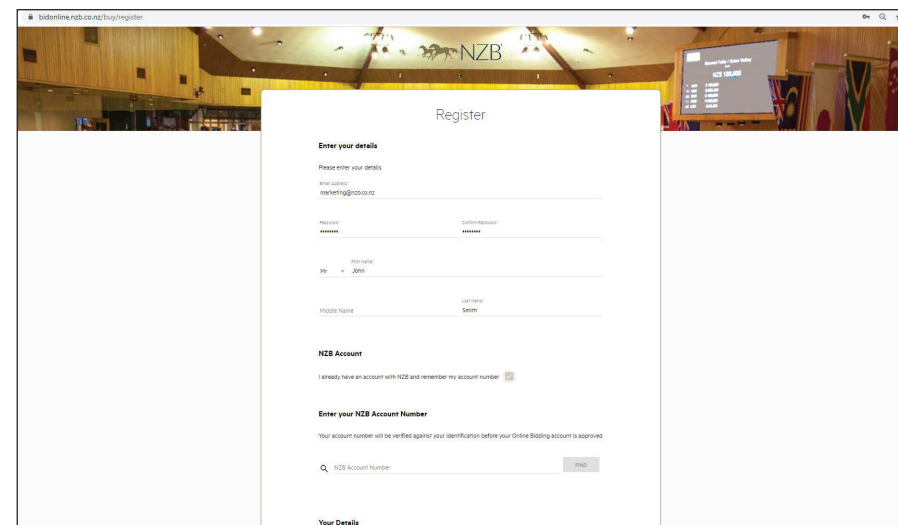 bidonline.nzb.co.nz/buy/register
NZB
NZ$ 130,000
Register
Enter your details
Please enter your details
Email address*
marketing@nzb.co.nz
Password* Confirm Password*
•••••••• ••••••••
First Name*
Mr John
Last Name*
Middle Name Smith
NZB Account
I already have an account with NZB and remember my account number
Enter your NZB Account Number
Your account number will be verified against your identification before your Online Bidding account is approved
NZB Account Number FIND
Your Details